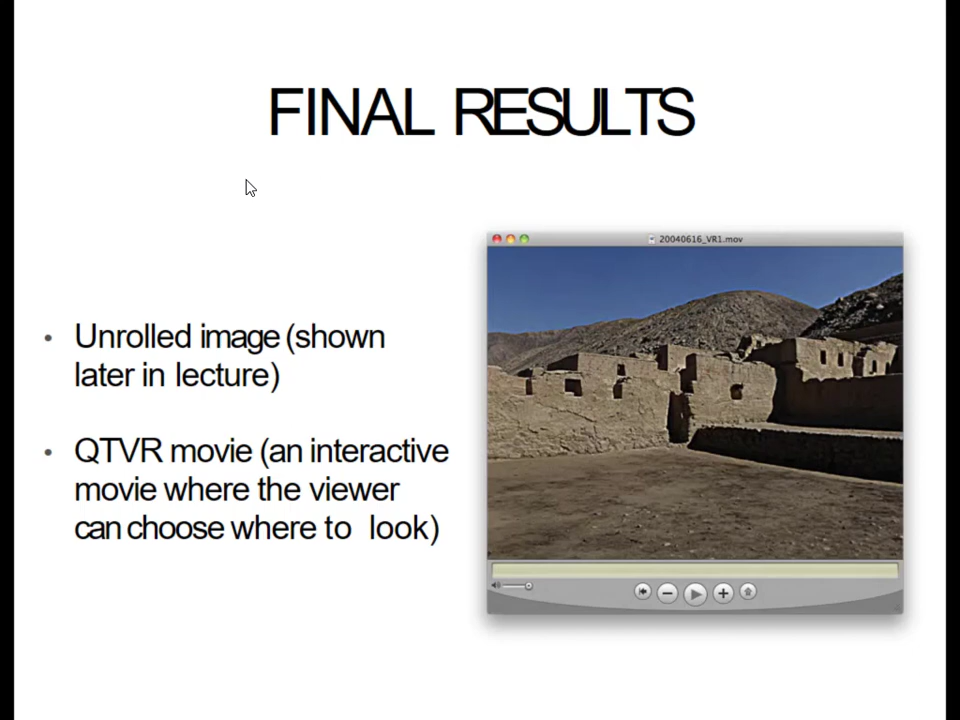 FINAL RESULTS
20040616_VR1.mov
• Unrolled image (shown
later in lecture)
• QTVR movie (an interactive
movie where the viewer
can choose where to look)